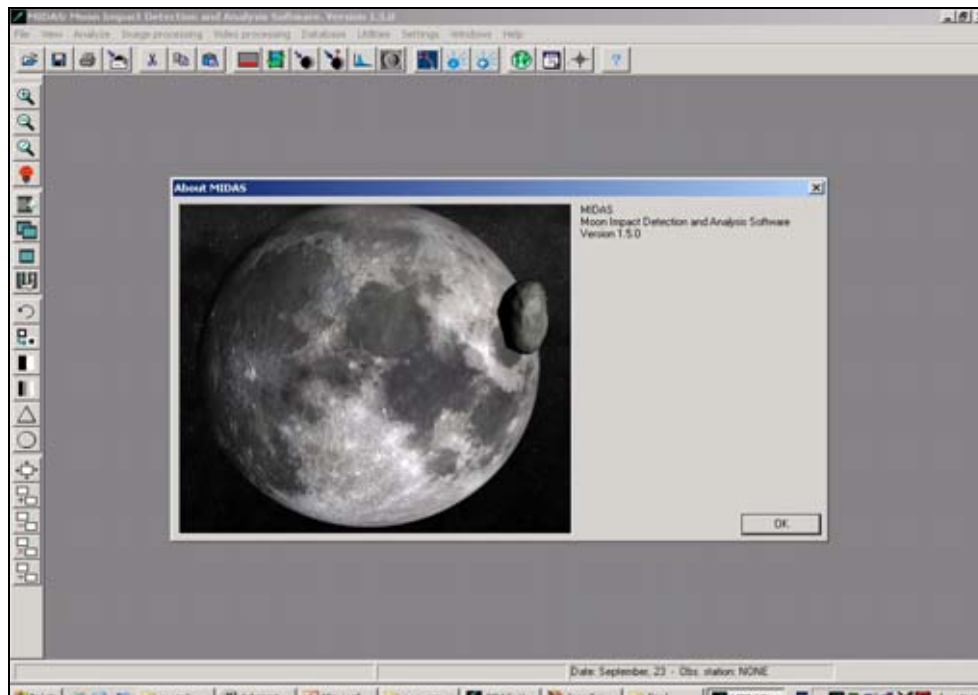 MIDAS: Moon Impact Detection and Analysis Software. Version 1.5.0
File View Analyze Image processing Video processing Database Utilities Settings Windows Help
About MIDAS
MIDAS
Moon Impact Detection and Analysis Software
Version 1.5.0
OK
Date: September, 23 - Obs. station: NONE